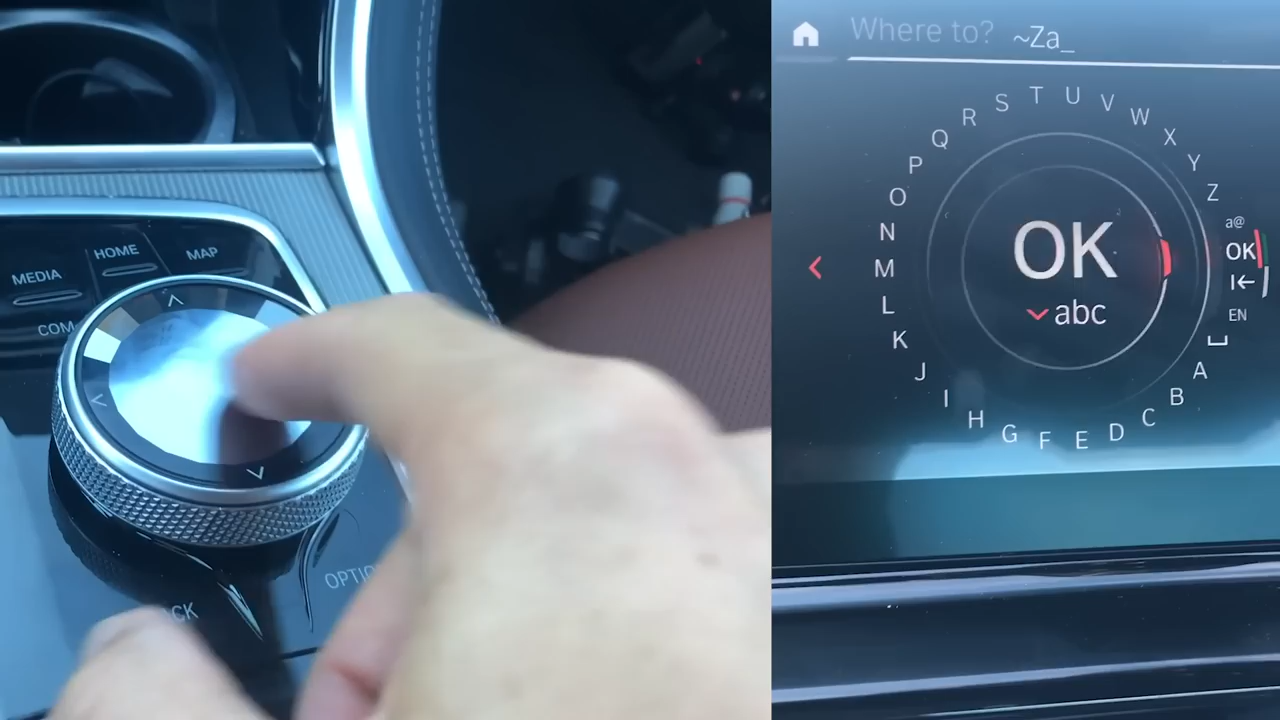 MEDIA
HOME
MAP
COM
OPTIO
CK
Where to? ~Za_
Q R S T U V W X Y Z
P
O
N
M
L
K
J
I
H G F E D C B A
a@
OK
EN
OK
abc